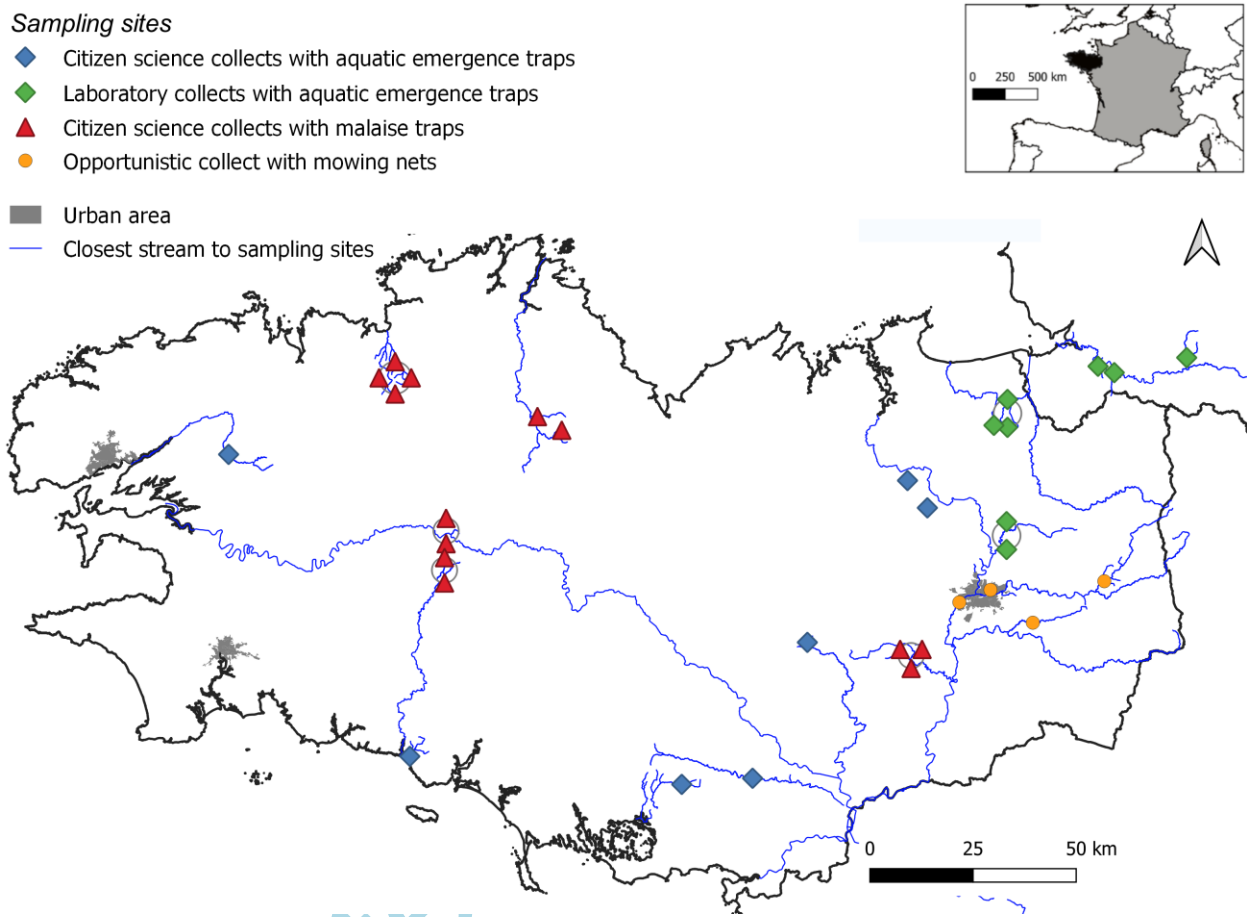 Sampling sites
Citizen science collects with aquatic emergence traps
Laboratory collects with aquatic emergence traps
Citizen science collects with malaise traps
Opportunistic collect with mowing nets
Urban area
Closest stream to sampling sites
0 250 500 km
0 25 50 km